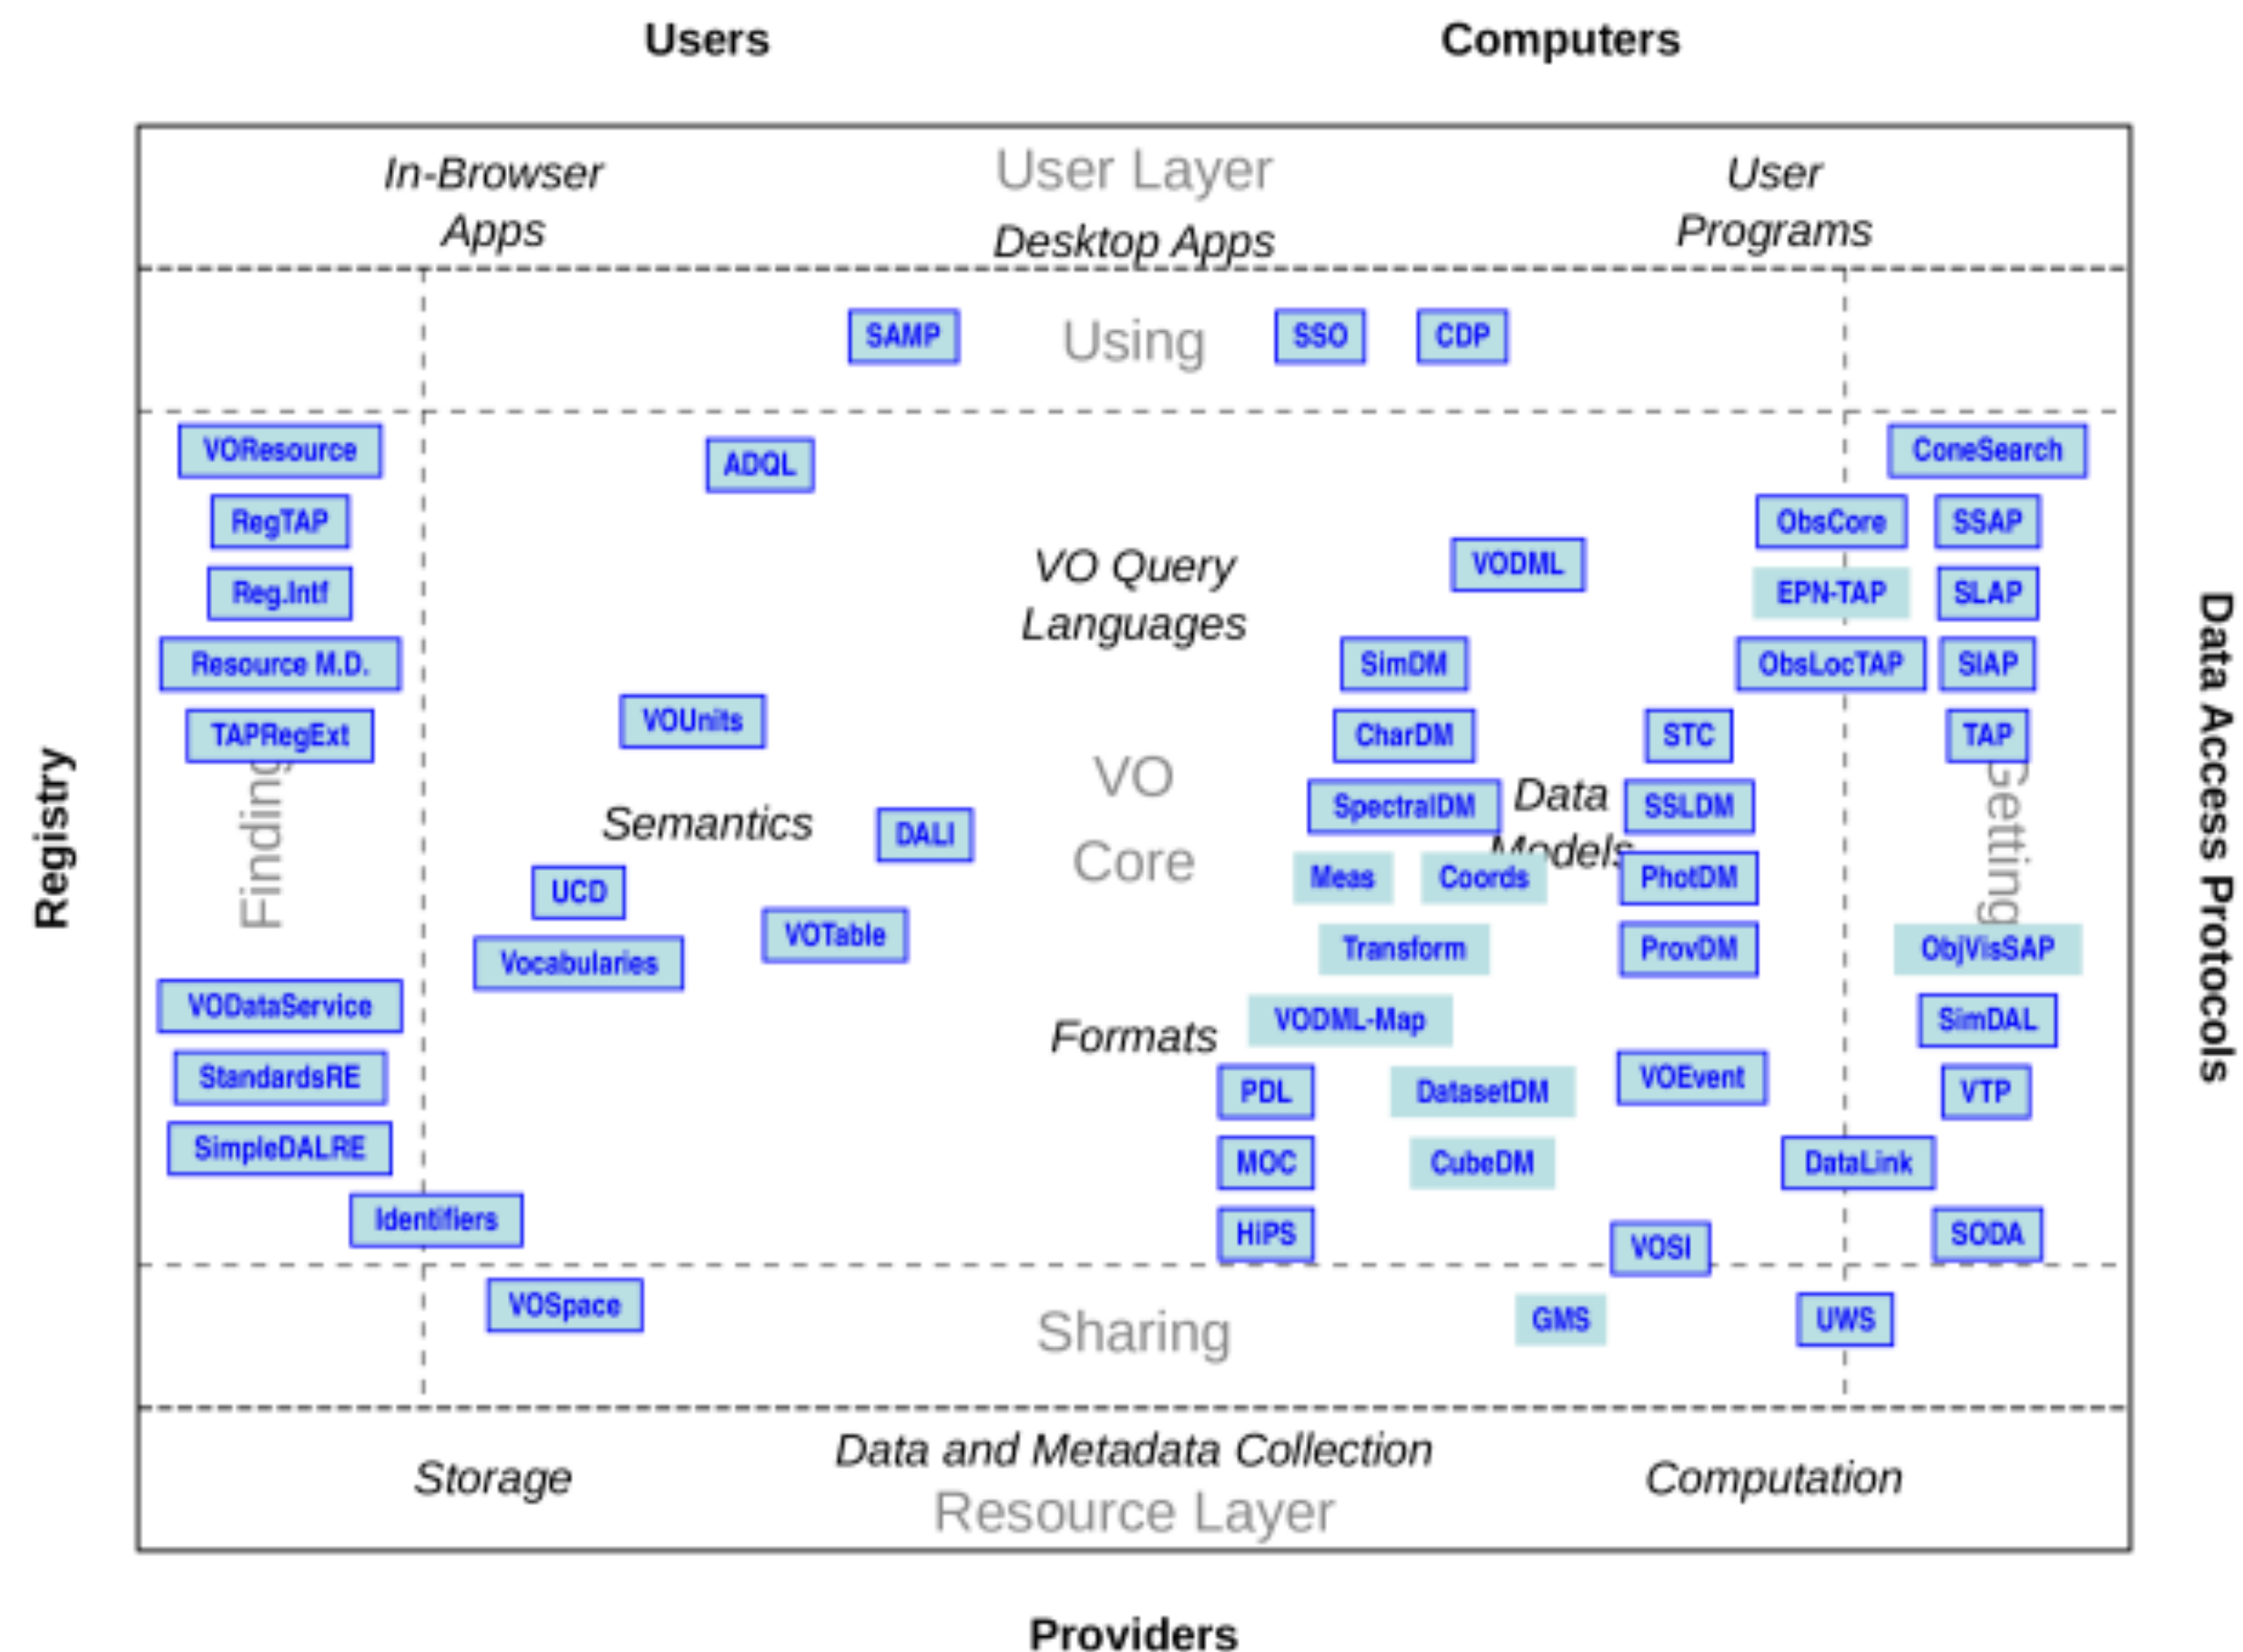 Users
Computers
In-Browser
Apps
User Layer
Desktop Apps
User
Programs
SAMP
Using
SSO
CDP
VOResource
RegTAP
Reg.Intf
Resource M.D.
TAPRegExt
Finding
VODataService
StandardsRE
SimpleDALRE
Identifiers
Registry
ADQL
VOUnits
Semantics
DALI
UCD
VOTable
Vocabularies
VO Query
Languages
VO
Core
Formats
VODML
SimDM
CharDM
SpectralDM
Data
Models
Meas
Coords
Transform
VODML-Map
PDL
DatasetDM
MOC
CubeDM
HiPS
STC
SSLDM
PhotDM
ProvDM
VOEvent
VOSI
ConeSearch
ObsCore
SSAP
EPN-TAP
SLAP
ObsLocTAP
SIAP
TAP
Getting
ObjVisSAP
SimDAL
VTP
DataLink
SODA
Data Access Protocols
VOSpace
Sharing
GMS
UWS
Storage
Data and Metadata Collection
Resource Layer
Computation
Providers